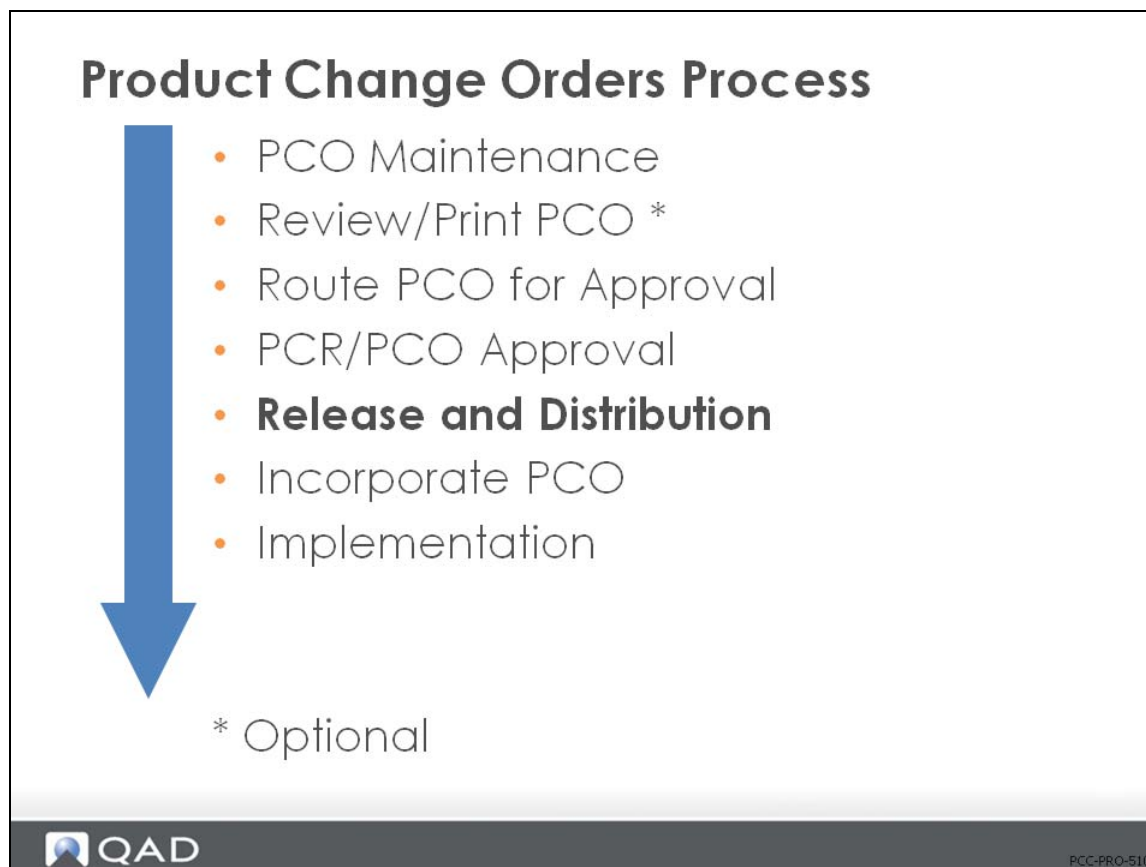 Product Change Orders Process
• PCO Maintenance
• Review/Print PCO *
• Route PCO for Approval
• PCR/PCO Approval
• Release and Distribution
• Incorporate PCO
• Implementation
* Optional
QAD